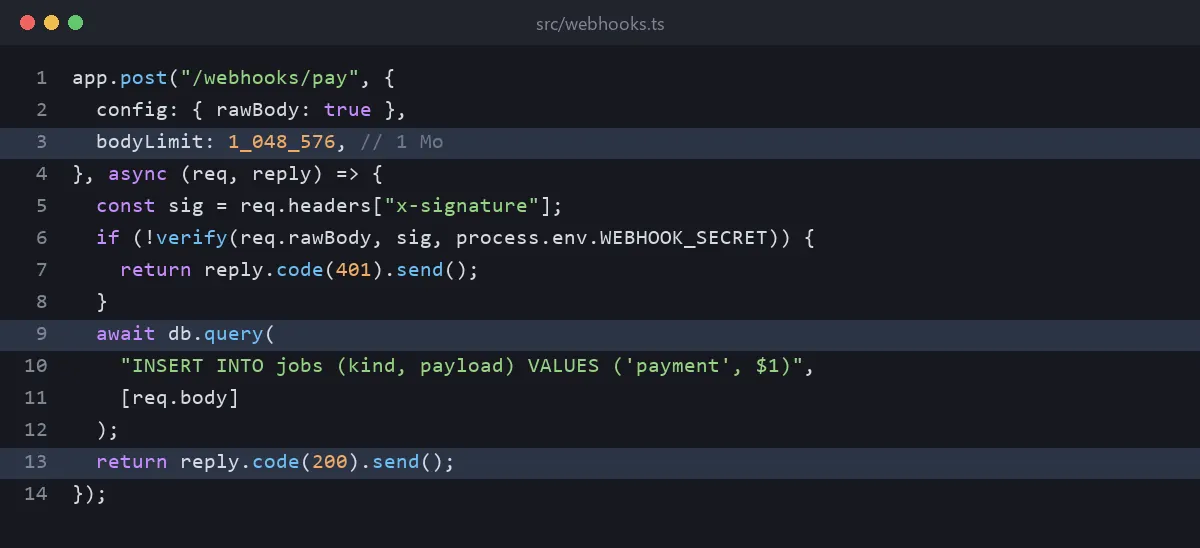 src/webhooks.ts
1 app.post("/webhooks/pay", {
2   config: { rawBody: true },
3   bodyLimit: 1_048_576, // 1 Mo
4 }, async (req, reply) => {
5   const sig = req.headers["x-signature"];
6   if (!verify(req.rawBody, sig, process.env.WEBHOOK_SECRET)) {
7     return reply.code(401).send();
8   }
9   await db.query(
10     "INSERT INTO jobs (kind, payload) VALUES ('payment', $1)",
11     [req.body]
12   );
13   return reply.code(200).send();
14 });